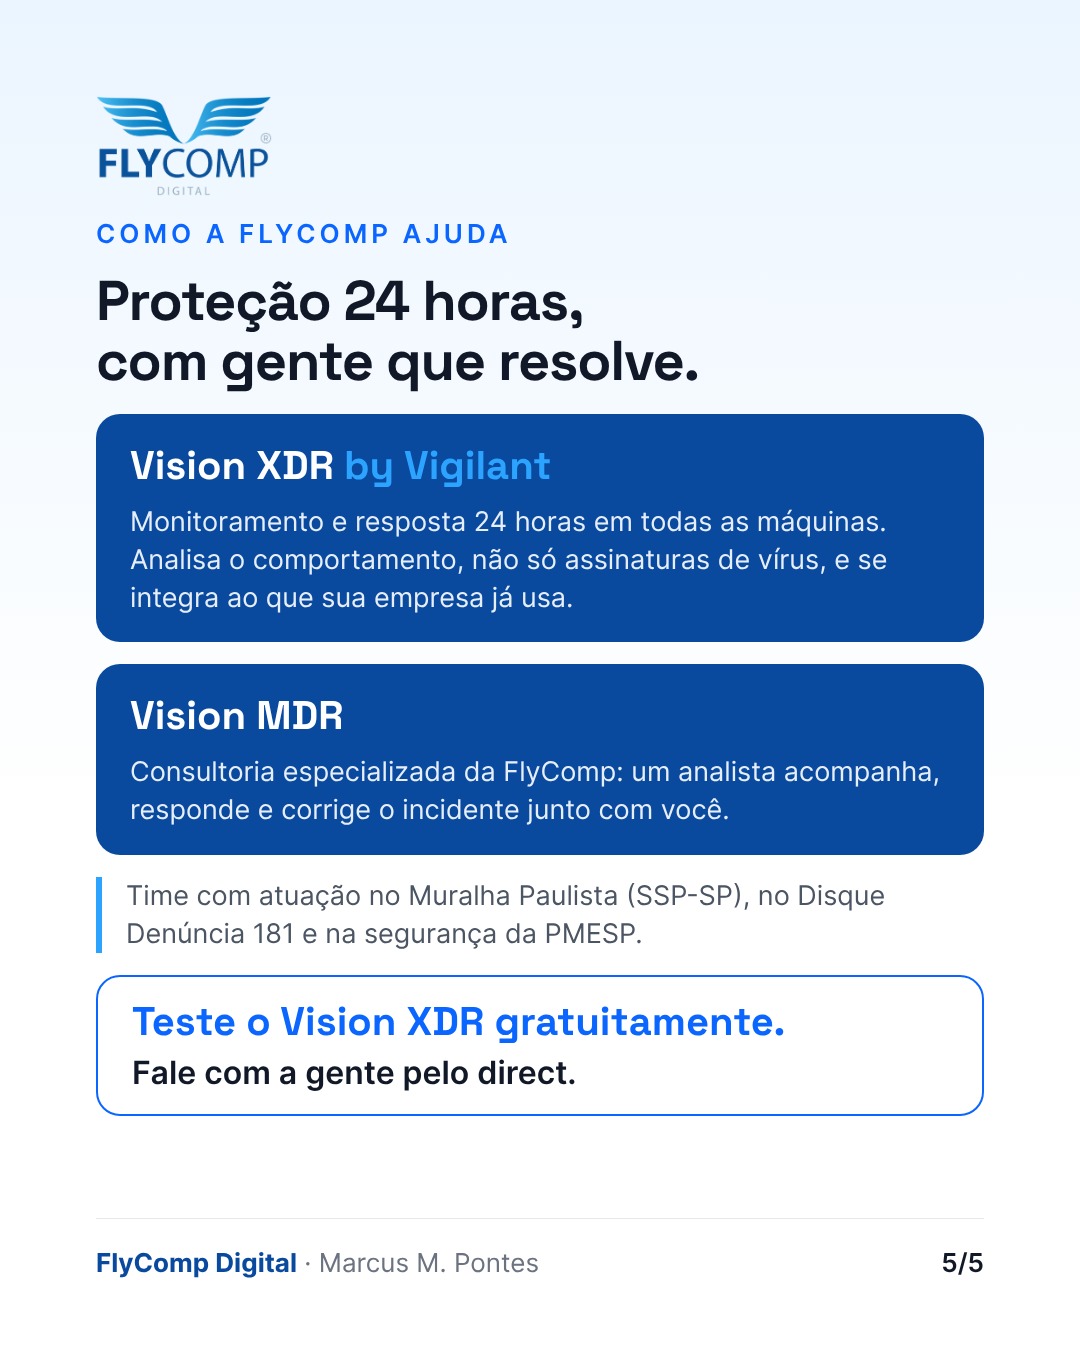 FLYCOMP®
DIGITAL
COMO A FLYCOMP AJUDA
Proteção 24 horas,
com gente que resolve.
Vision XDR by Vigilant
Monitoramento e resposta 24 horas em todas as máquinas.
Analisa o comportamento, não só assinaturas de vírus, e se
integra ao que sua empresa já usa.
Vision MDR
Consultoria especializada da FlyComp: um analista acompanha,
responde e corrige o incidente junto com você.
Time com atuação no Muralha Paulista (SSP-SP), no Disque
Denúncia 181 e na segurança da PMESP.
Teste o Vision XDR gratuitamente.
Fale com a gente pelo direct.
FlyComp Digital · Marcus M. Pontes
5/5